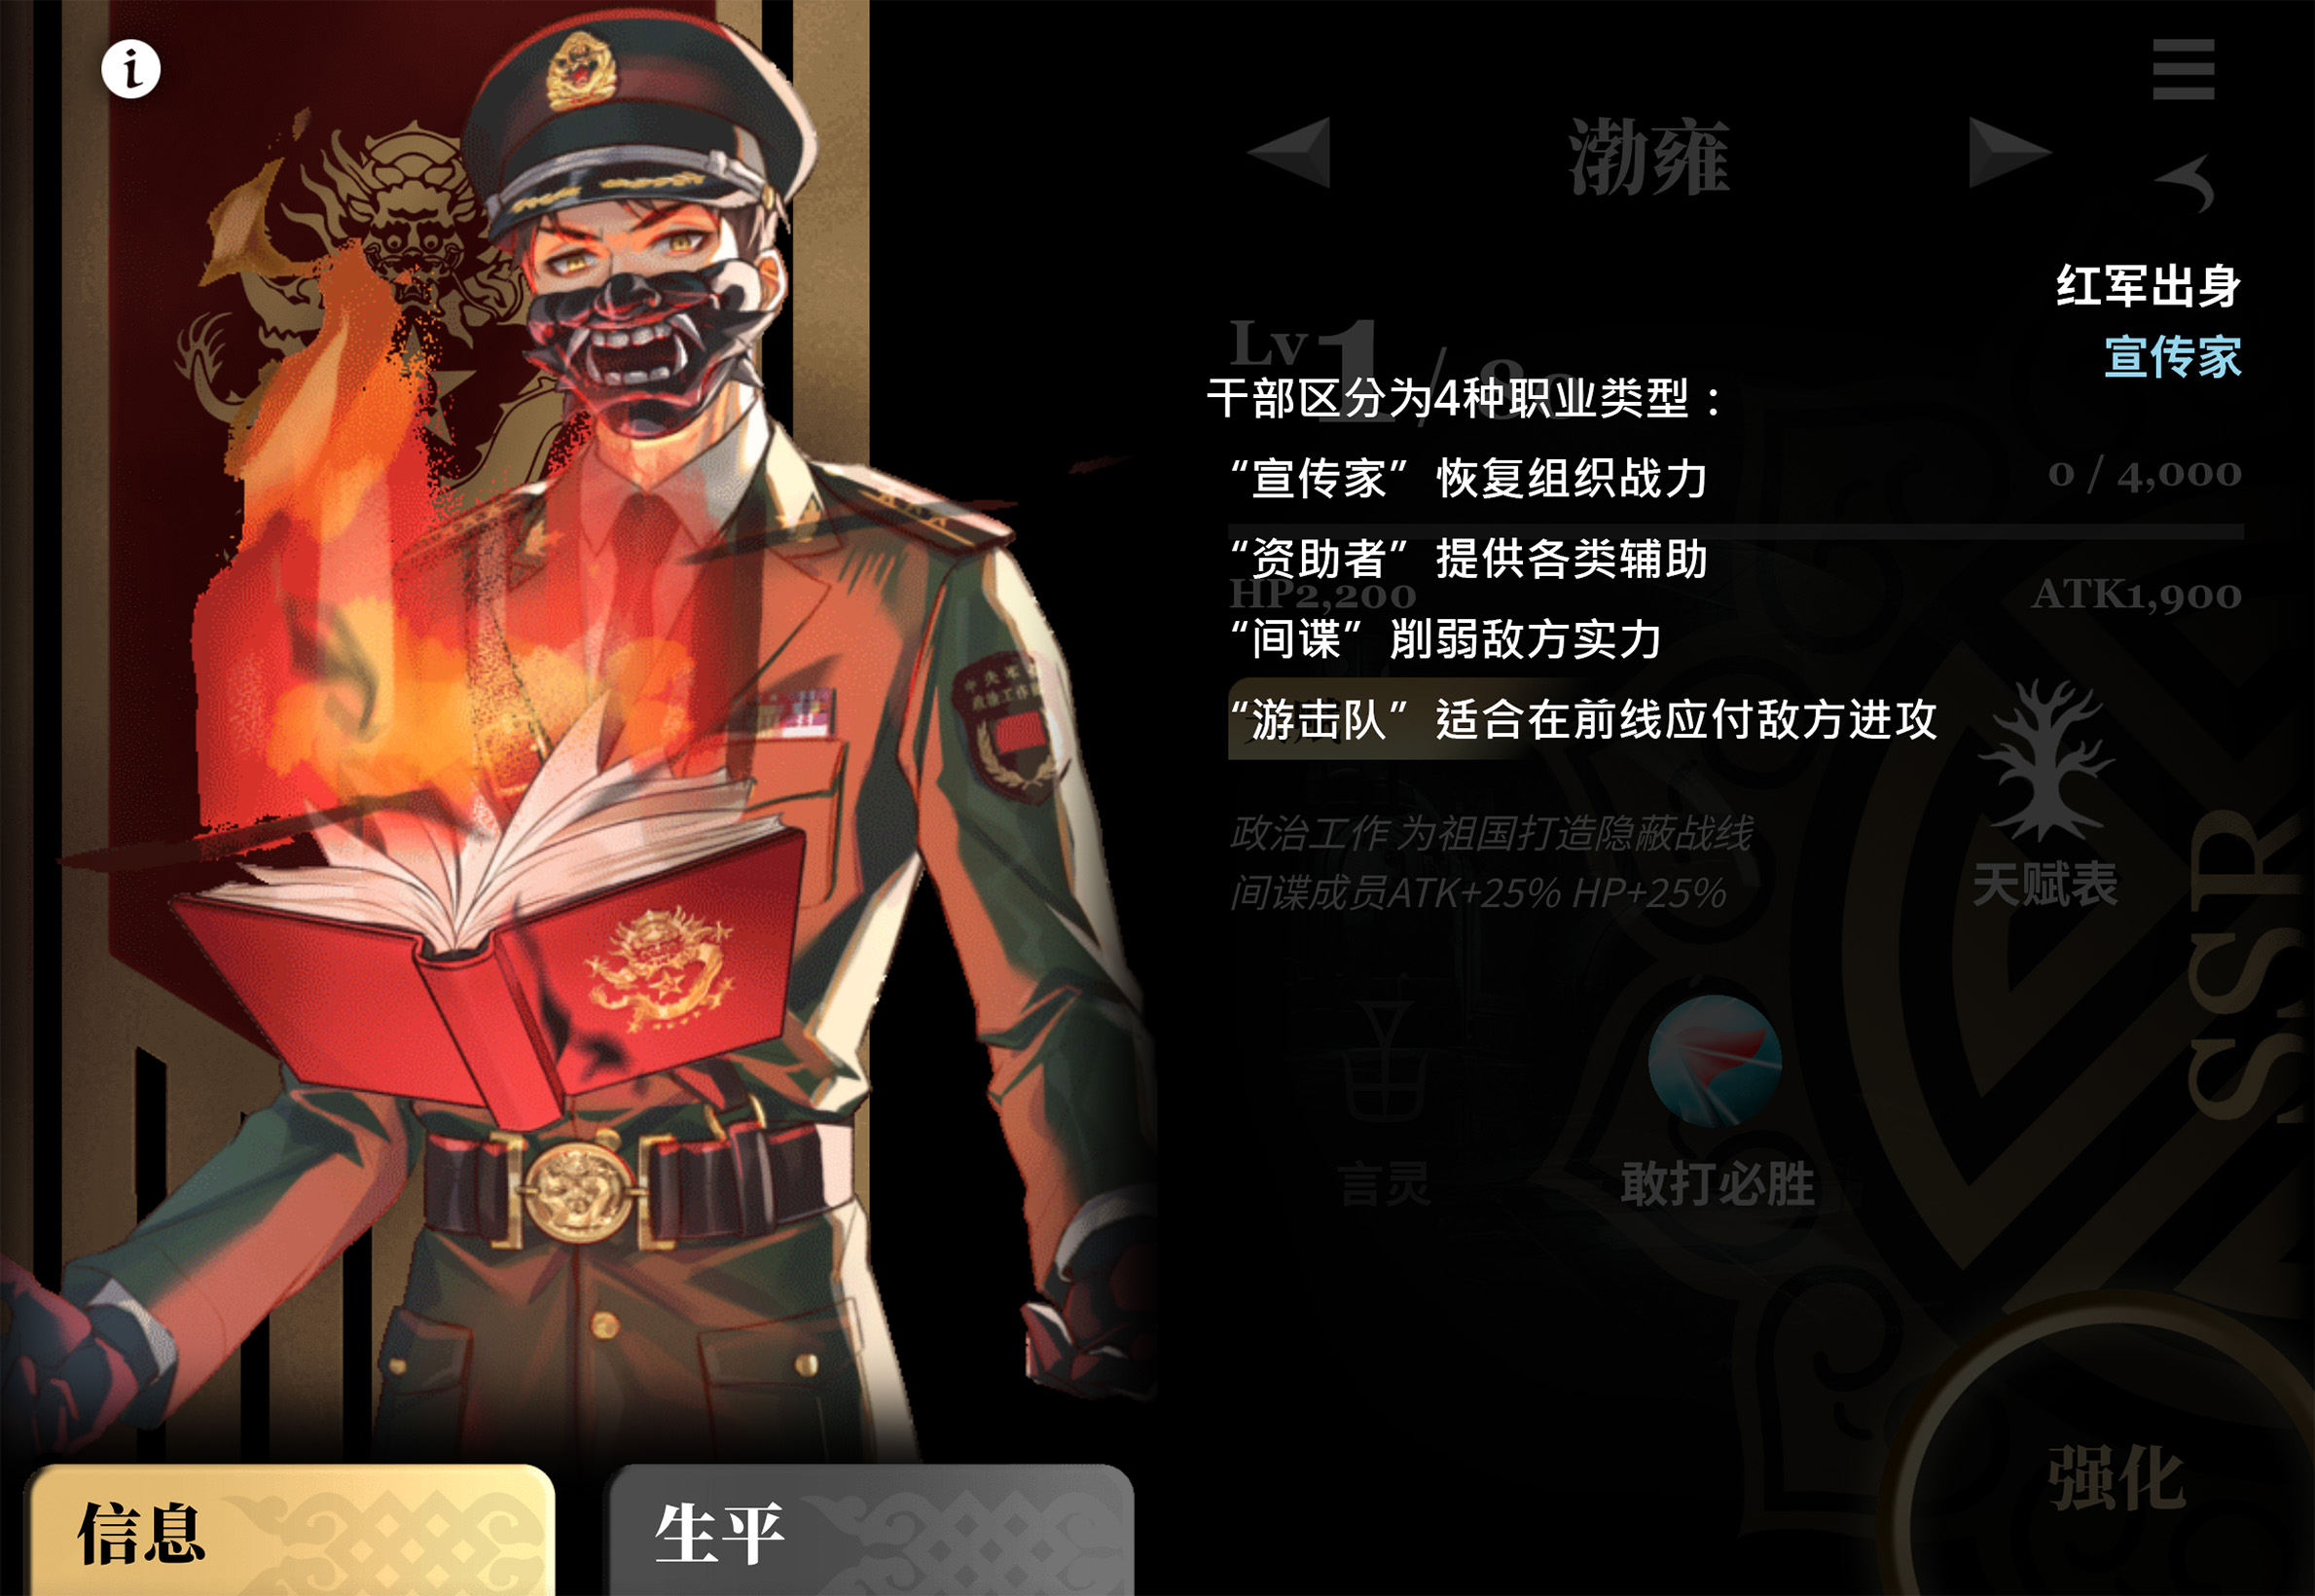 渤雍
红军出身
宣传家
Lv 1 / 80
干部区分为4种职业类型：
“宣传家” 恢复组织战力
0 / 4,000
“资助者” 提供各类辅助
HP2,200
ATK1,900
“间谍” 削弱敌方实力
“游击队” 适合在前线应付敌方进攻
政治工作 为祖国打造隐蔽战线
间谍成员ATK+25% HP+25%
天赋表
SSR
言灵
敢打必胜
强化
信息
生平